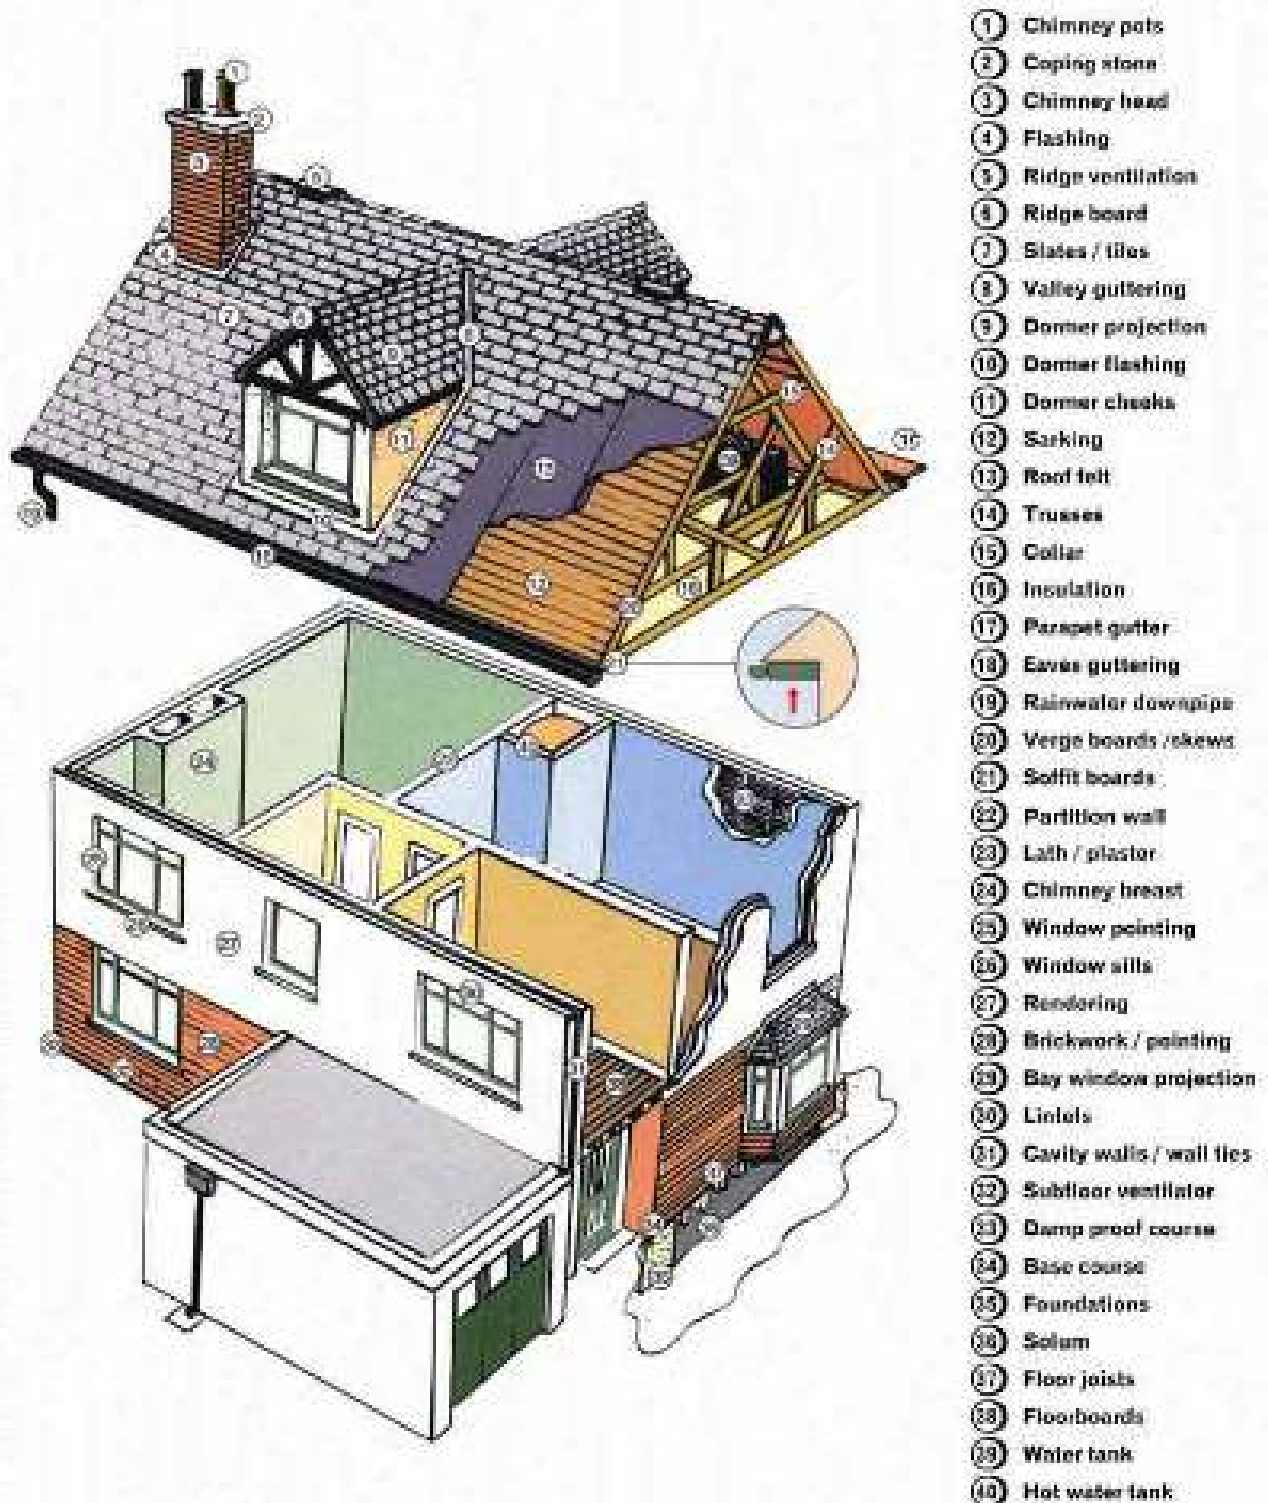 1 Chimney pots
2 Coping stone
3 Chimney head
4 Flashing
5 Ridge ventilation
6 Ridge board
7 Slates / tiles
8 Valley guttering
9 Dormer projection
10 Dormer flashing
11 Dormer cheeks
12 Sarking
13 Roof felt
14 Trusses
15 Collar
16 Insulation
17 Parapet gutter
18 Eaves guttering
19 Rainwater downpipe
20 Verge boards /skews
21 Soffit boards
22 Partition wall
23 Lath / plaster
24 Chimney breast
25 Window pointing
26 Window sills
27 Rendering
28 Brickwork / pointing
29 Bay window projection
30 Lintels
31 Cavity walls / wall ties
32 Subfloor ventilator
33 Damp proof course
34 Base course
35 Foundations
36 Solum
37 Floor joists
38 Floorboards
39 Water tank
40 Hot water tank